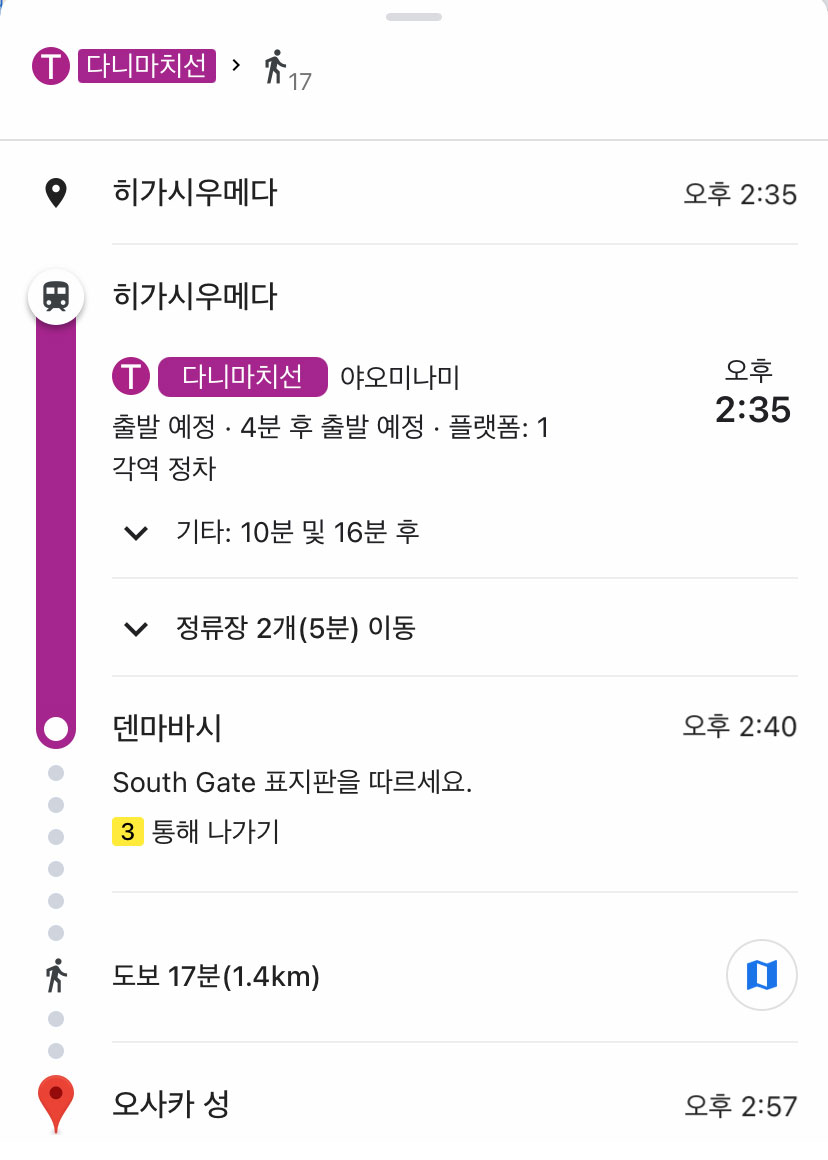 T 다니마치선 > 17
히가시우메다 오후 2:35
히가시우메다
T 다니마치선 야오미나미 오후
2:35
출발 예정 · 4분 후 출발 예정 · 플랫폼: 1
각역 정차
기타: 10분 및 16분 후
정류장 2개(5분) 이동
덴마바시 오후 2:40
South Gate 표지판을 따르세요.
3 통해 나가기
도보 17분(1.4km)
오사카 성 오후 2:57